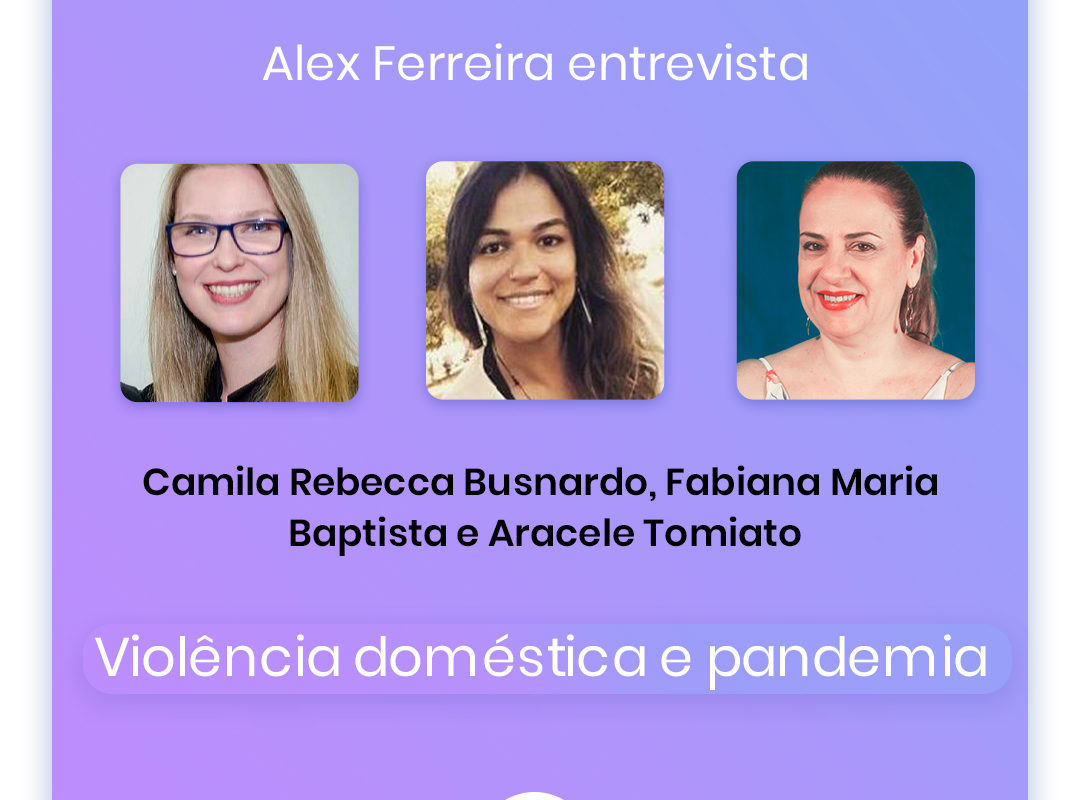 Alex Ferreira entrevista
Camila Rebecca Busnardo, Fabiana Maria
Baptista e Aracele Tomiato
Violência doméstica e pandemia